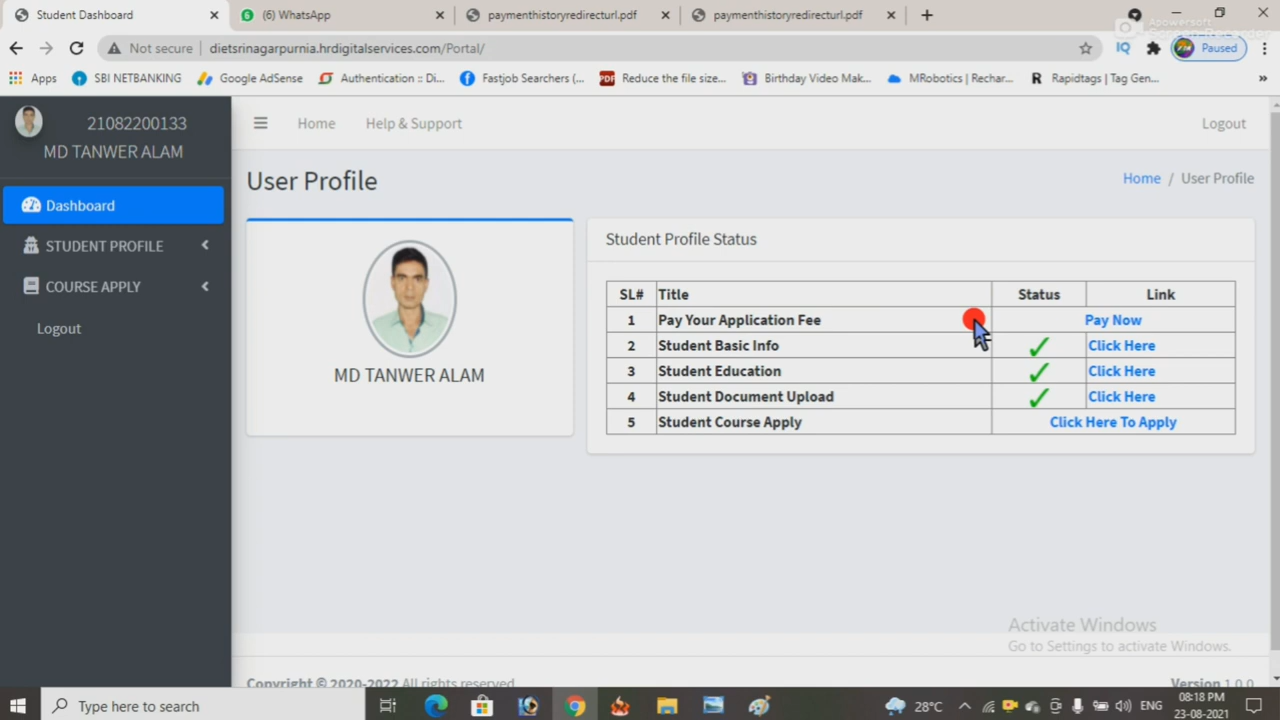 Student Dashboard
(6) WhatsApp
paymenthistoryredirecturl.pdf
paymenthistoryredirecturl.pdf
Apowersoft
Not secure
dietsrinagarpurnia.hrdigitalservices.com/Portal/
IQ
Paused
Apps
SBI NETBANKING
Google AdSense
Authentication :: Di...
Fastjob Searchers (...
PDF
Reduce the file size...
Birthday Video Mak...
MRobotics | Rechar...
R
Rapidtags | Tag Gen...
»
21082200133
MD TANWER ALAM
Home
Help & Support
Logout
Dashboard
STUDENT PROFILE
COURSE APPLY
Logout
User Profile
Home / User Profile
MD TANWER ALAM
Student Profile Status
SL# Title Status Link
1 Pay Your Application Fee Pay Now
2 Student Basic Info Click Here
3 Student Education Click Here
4 Student Document Upload Click Here
5 Student Course Apply Click Here To Apply
Activate Windows
Go to Settings to activate Windows.
Copyright © 2020-2022 All rights reserved.
Version 1.0.0
Type here to search
28°C
ENG
08:18 PM
23-08-2021